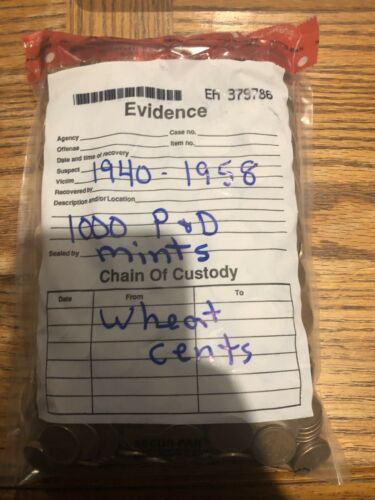 EA 379786
Evidence
Agency Case no.
Offense Item no.
Date and time of recovery
Suspect 1940 - 1958
Victim
Recovered by
Description and/or Location
1000 P & D
Sealed by mints
Chain Of Custody
Date From To
Wheat
cents